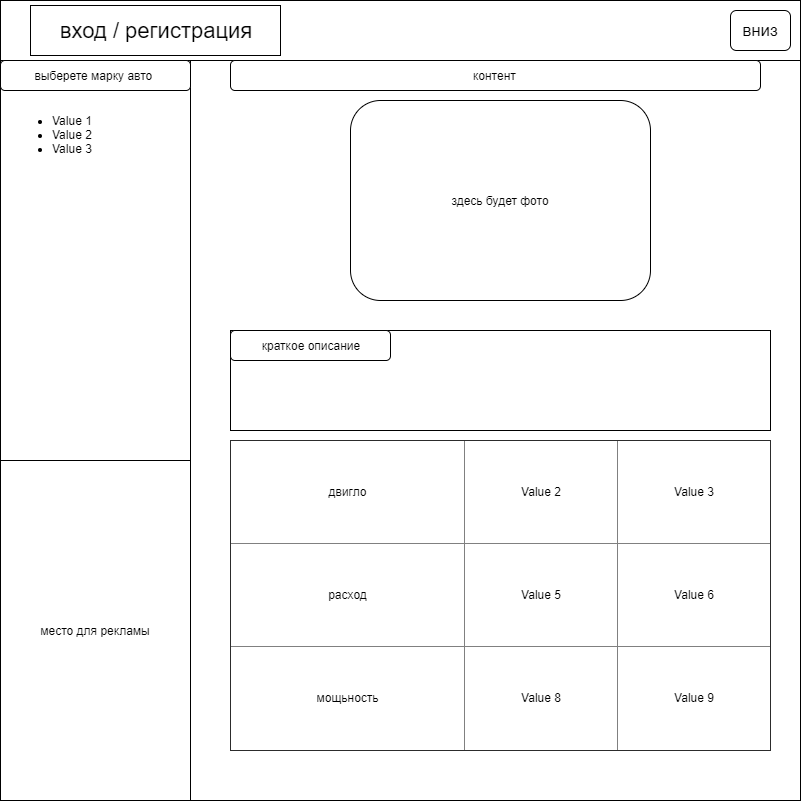 вход / регистрация
вниз
выберете марку авто
контент
Value 1
Value 2
Value 3
здесь будет фото
краткое описание
двигло
Value 2
Value 3
расход
Value 5
Value 6
место для рекламы
мощьность
Value 8
Value 9